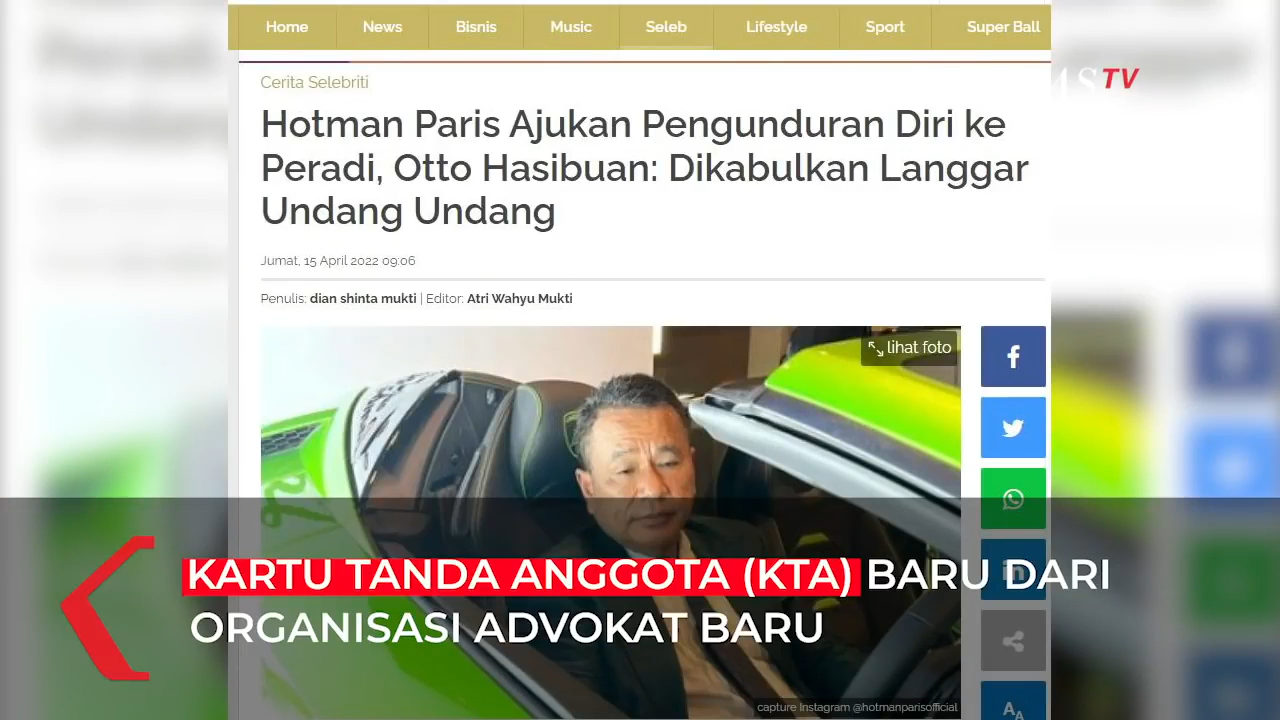 Home News Bisnis Music Seleb Lifestyle Sport Super Ball
TV
Cerita Selebriti
Hotman Paris Ajukan Pengunduran Diri ke
Peradi, Otto Hasibuan: Dikabulkan Langgar
Undang Undang
Jumat, 15 April 2022 09:06
Penulis: dian shinta mukti | Editor: Atri Wahyu Mukti
lihat foto
KARTU TANDA ANGGOTA (KTA) BARU DARI
ORGANISASI ADVOKAT BARU
capture Instagram @hotmanparisofficial
AA